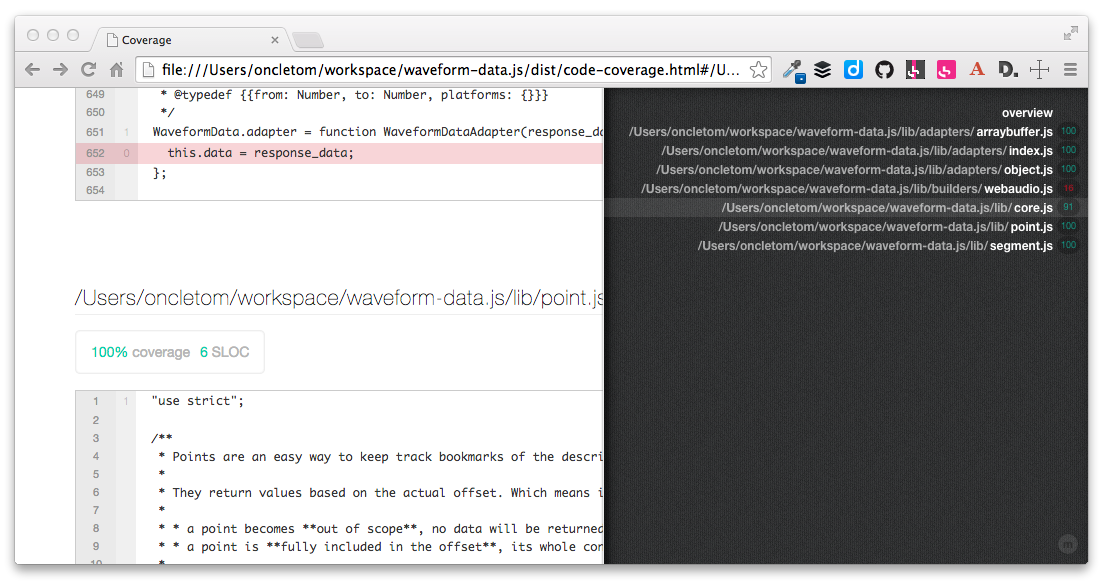 Coverage
file:///Users/oncletom/workspace/waveform-data.js/dist/code-coverage.html#/U...
649 * @typedef {{from: Number, to: Number, platforms: {}}}
650 */
651 1 WaveformData.adapter = function WaveformDataAdapter(response_da
652 0 this.data = response_data;
653 };
654
/Users/oncletom/workspace/waveform-data.js/lib/point.js
100% coverage 6 SLOC
1 1 "use strict";
2
3 /**
4 * Points are an easy way to keep track bookmarks of the descri
5 *
6 * They return values based on the actual offset. Which means i
7 *
8 * * a point becomes **out of scope**, no data will be returned
9 * * a point is **fully included in the offset**, its whole con
10 *
overview
/Users/oncletom/workspace/waveform-data.js/lib/adapters/arraybuffer.js 100
/Users/oncletom/workspace/waveform-data.js/lib/adapters/index.js 100
/Users/oncletom/workspace/waveform-data.js/lib/adapters/object.js 100
/Users/oncletom/workspace/waveform-data.js/lib/builders/webaudio.js 16
/Users/oncletom/workspace/waveform-data.js/lib/core.js 91
/Users/oncletom/workspace/waveform-data.js/lib/point.js 100
/Users/oncletom/workspace/waveform-data.js/lib/segment.js 100
m